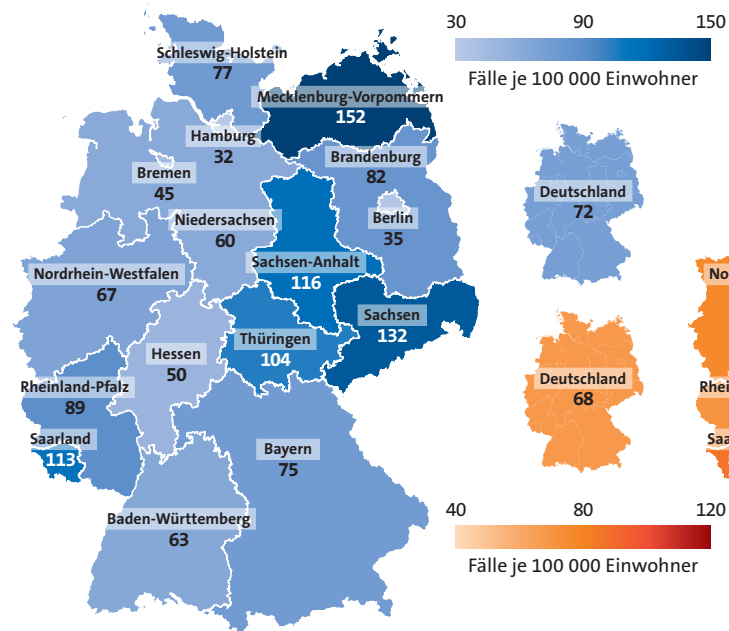 30 90 150
Fälle je 100 000 Einwohner
Schleswig-Holstein
77
Mecklenburg-Vorpommern
152
Hamburg
32
Brandenburg
82
Bremen
45
Berlin
35
Niedersachsen
60
Sachsen-Anhalt
116
Nordrhein-Westfalen
67
Sachsen
132
Thüringen
104
Hessen
50
Rheinland-Pfalz
89
Saarland
113
Bayern
75
Baden-Württemberg
63
Deutschland
72
Deutschland
68
No
Rhei
Saa
40 80 120
Fälle je 100 000 Einwohner